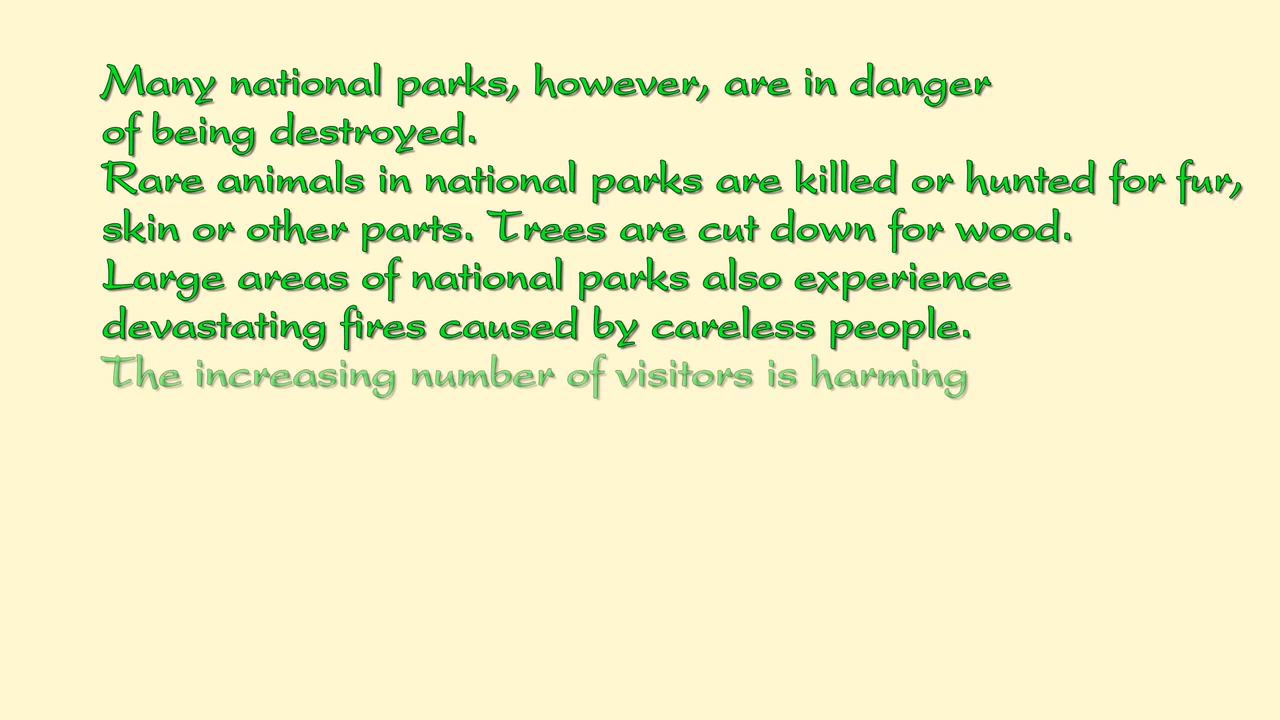 Many national parks, however, are in danger
of being destroyed.
Rare animals in national parks are killed or hunted for fur,
skin or other parts. Trees are cut down for wood.
Large areas of national parks also experience
devastating fires caused by careless people.
The increasing number of visitors is harming